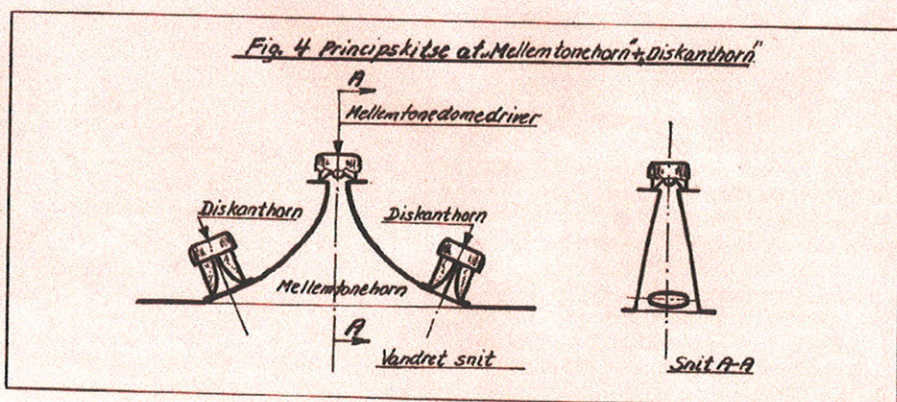 Fig. 4 Principskitse af „Mellemtonehorn" + „Diskanthorn"
A
Mellemtonedomedriver
Diskanthorn
Diskanthorn
Mellemtonehorn
A
Vandret snit
Snit A-A